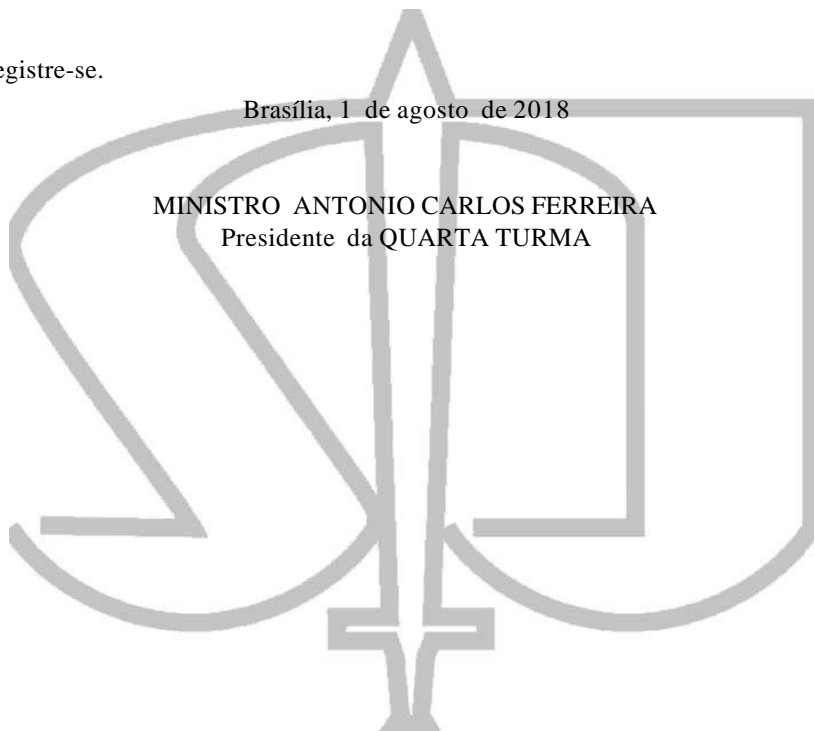 egistre-se.
Brasília, 1 de agosto de 2018
MINISTRO ANTONIO CARLOS FERREIRA
Presidente da QUARTA TURMA